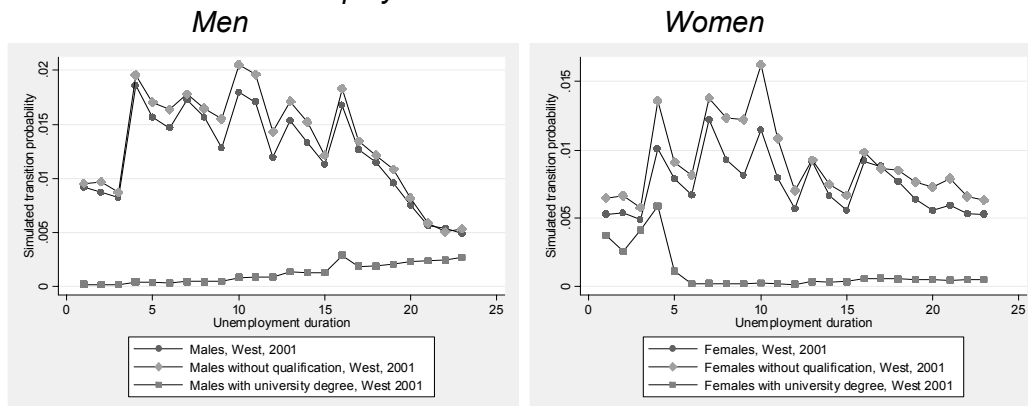 Men
Women
Simulated transition probability
.02
.015
.01
.005
0
0
5
10
15
20
25
Unemployment duration
Males, West, 2001
Males without qualification, West, 2001
Males with university degree, West 2001
Simulated transition probability
.015
.01
.005
0
0
5
10
15
20
25
Unemployment duration
Females, West, 2001
Females without qualification, West, 2001
Females with university degree, West 2001